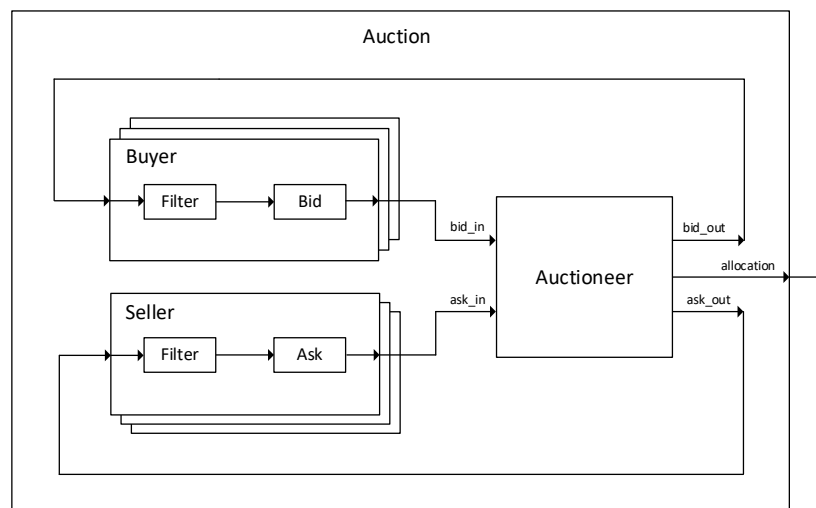 Auction
Buyer
Filter
Bid
bid_in
bid_out
Auctioneer
allocation
Seller
ask_in
ask_out
Filter
Ask